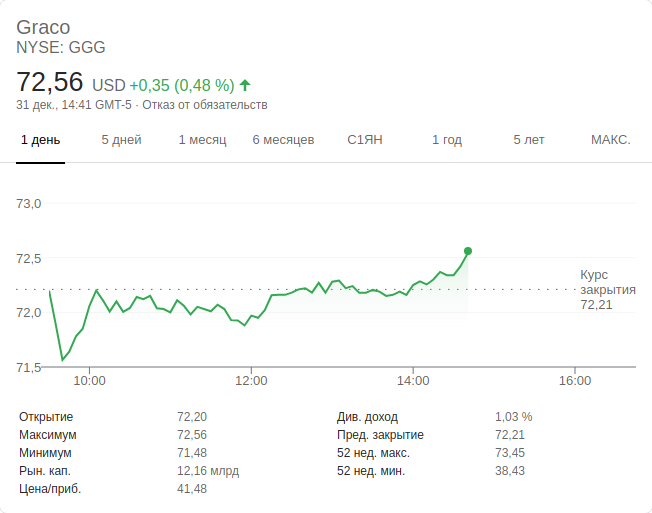 Graco
NYSE: GGG
72,56 USD +0,35 (0,48 %)
31 дек., 14:41 GMT-5 · Отказ от обязательств
1 день 5 дней 1 месяц 6 месяцев С1ЯН 1 год 5 лет МАКС.
73,0
72,5
Курс
закрытия
72,21
72,0
71,5
10:00 12:00 14:00 16:00
Открытие 72,20 Див. доход 1,03 %
Максимум 72,56 Пред. закрытие 72,21
Минимум 71,48 52 нед. макс. 73,45
Рын. кап. 12,16 млрд 52 нед. мин. 38,43
Цена/приб. 41,48